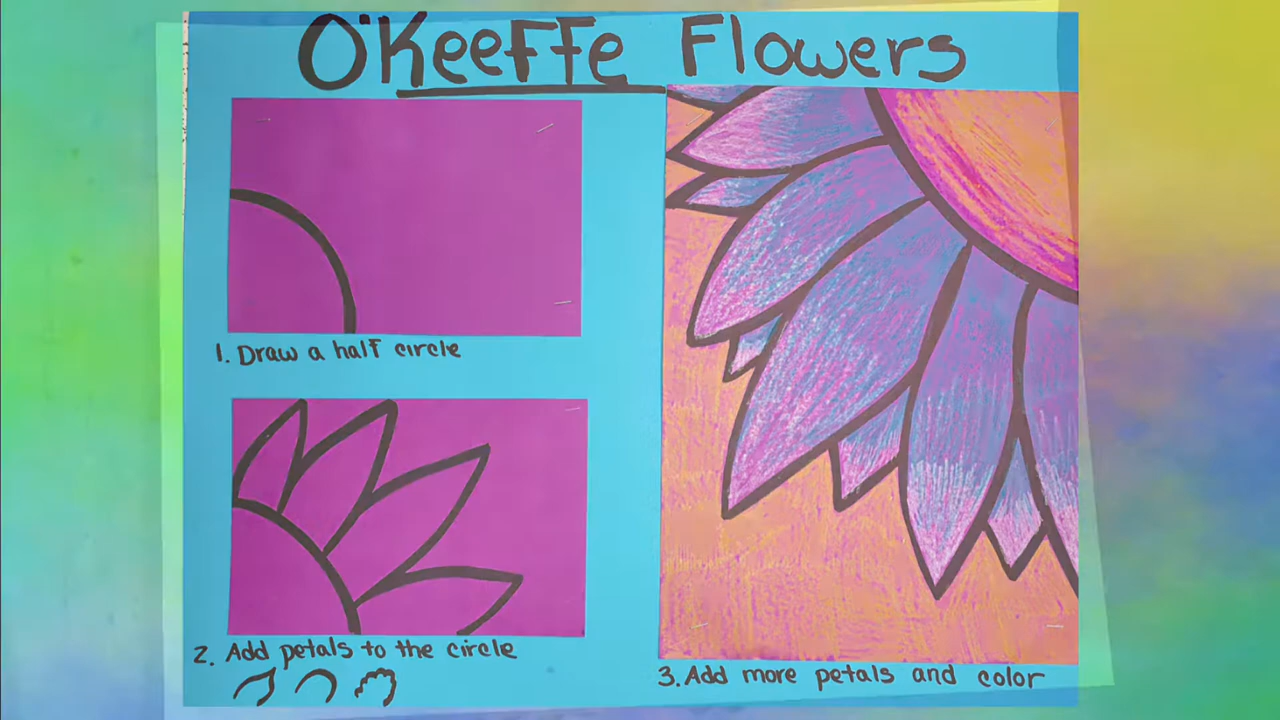 O'Keeffe Flowers
1. Draw a half circle
2. Add petals to the circle
3. Add more petals and color